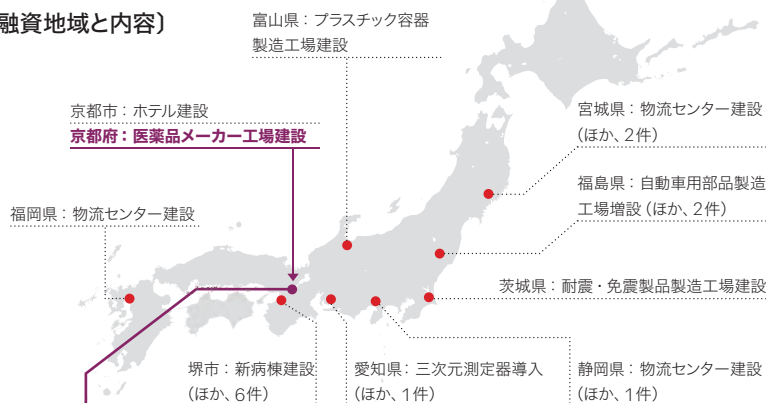 融資地域と内容〕
富山県：プラスチック容器
製造工場建設
京都市：ホテル建設
京都府：医薬品メーカー工場建設
宮城県：物流センター建設
（ほか、2件）
福島県：自動車用部品製造
工場増設（ほか、2件）
福岡県：物流センター建設
茨城県：耐震・免震製品製造工場建設
堺市：新病棟建設
（ほか、6件）
愛知県：三次元測定器導入
（ほか、1件）
静岡県：物流センター建設
（ほか、1件）